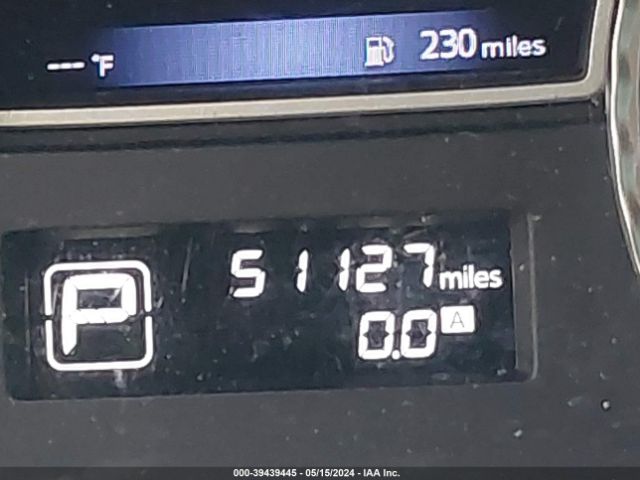 230 miles
--- °F
P
51127 miles
0.0 A
000-39439445 - 05/15/2024 - IAA Inc.